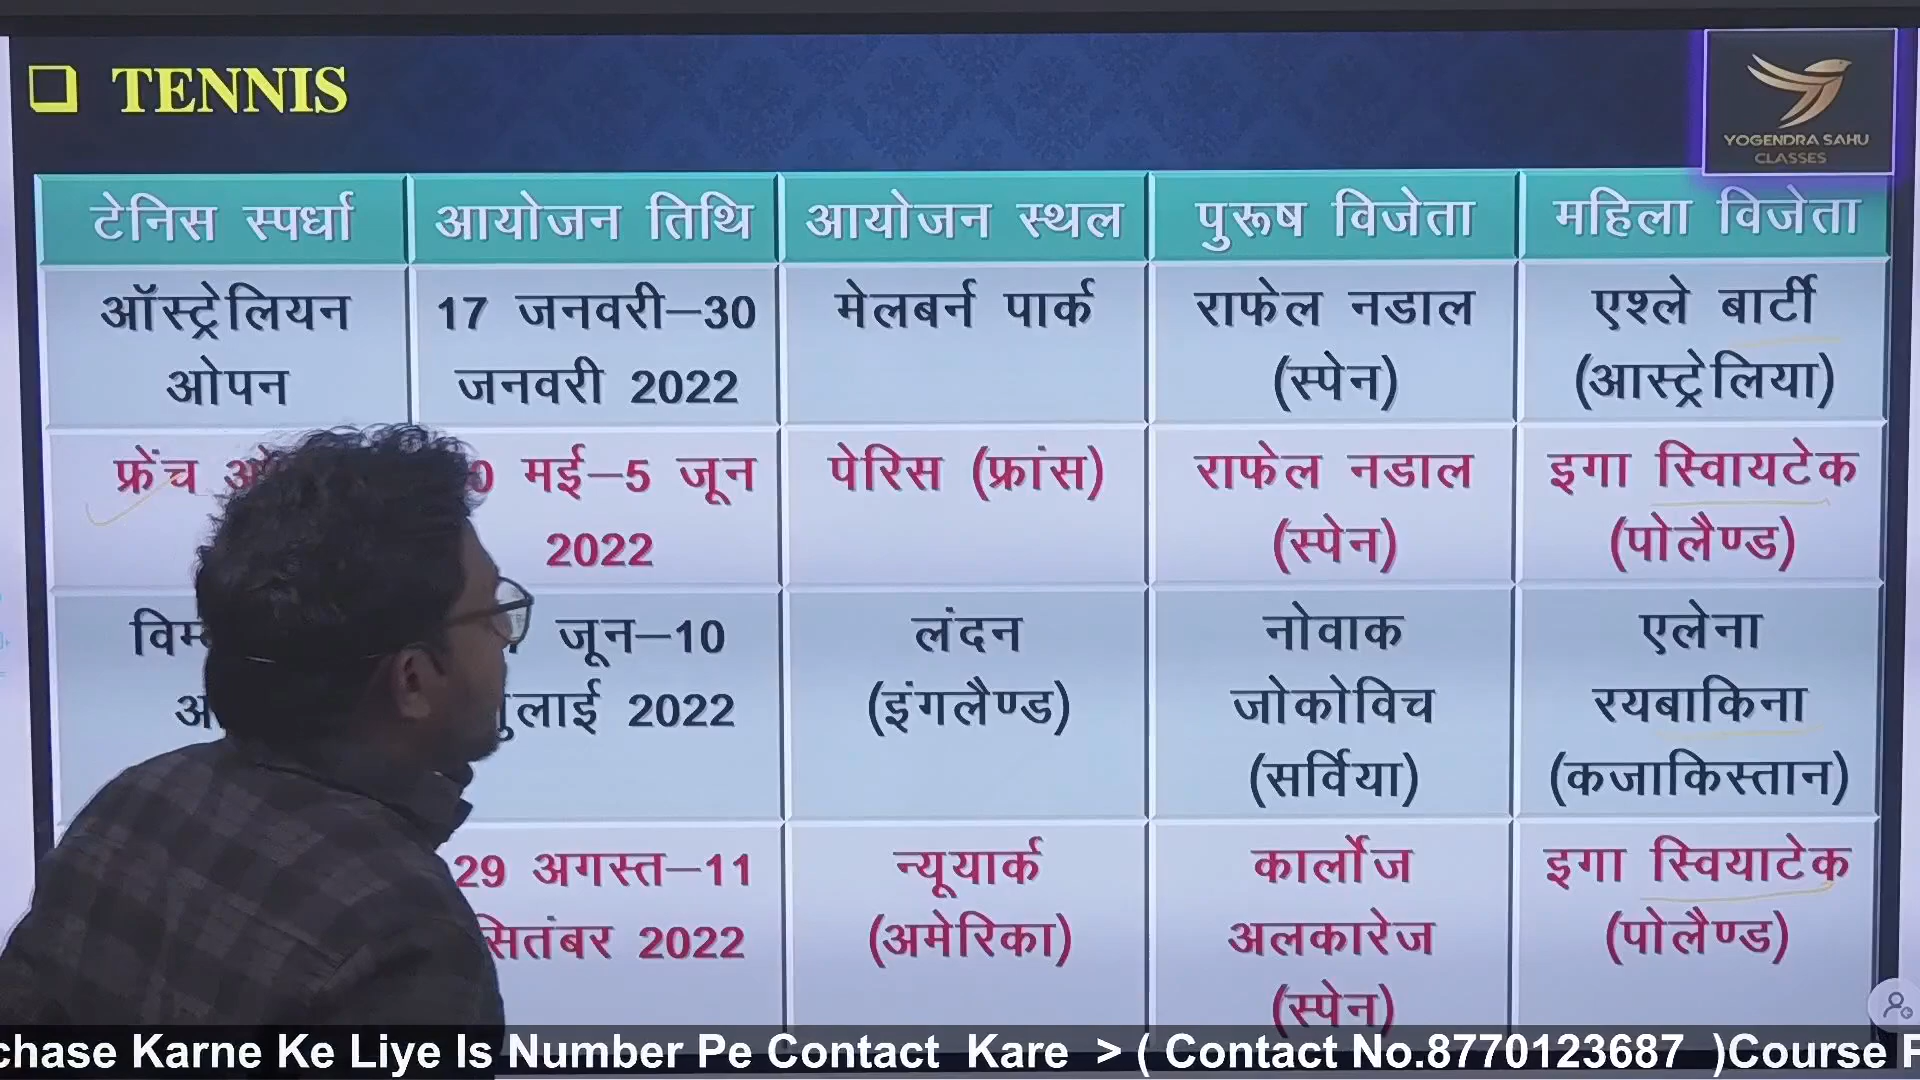 TENNIS
YOGENDRA SAHU
CLASSES
टेनिस स्पर्धा
आयोजन तिथि
आयोजन स्थल
पुरूष विजेता
महिला विजेता
ऑस्ट्रेलियन
ओपन
17 जनवरी–30
जनवरी 2022
मेलबर्न पार्क
राफेल नडाल
(स्पेन)
एश्ले बार्टी
(आस्ट्रेलिया)
फ्रेंच
मई–5 जून
2022
पेरिस (फ्रांस)
राफेल नडाल
(स्पेन)
इगा स्वियाटेक
(पोलैण्ड)
जून–10
2022
लंदन
(इंगलैण्ड)
नोवाक
जोकोविच
(सर्विया)
एलेना
रयबाकिना
(कजाकिस्तान)
29 अगस्त–11
सितंबर 2022
न्यूयार्क
(अमेरिका)
कार्लोज
अलकारेज
(स्पेन)
इगा स्वियाटेक
(पोलैण्ड)
Karne Ke Liye Is Number Pe Contact Kare > ( Contact No.8770123687 )Course